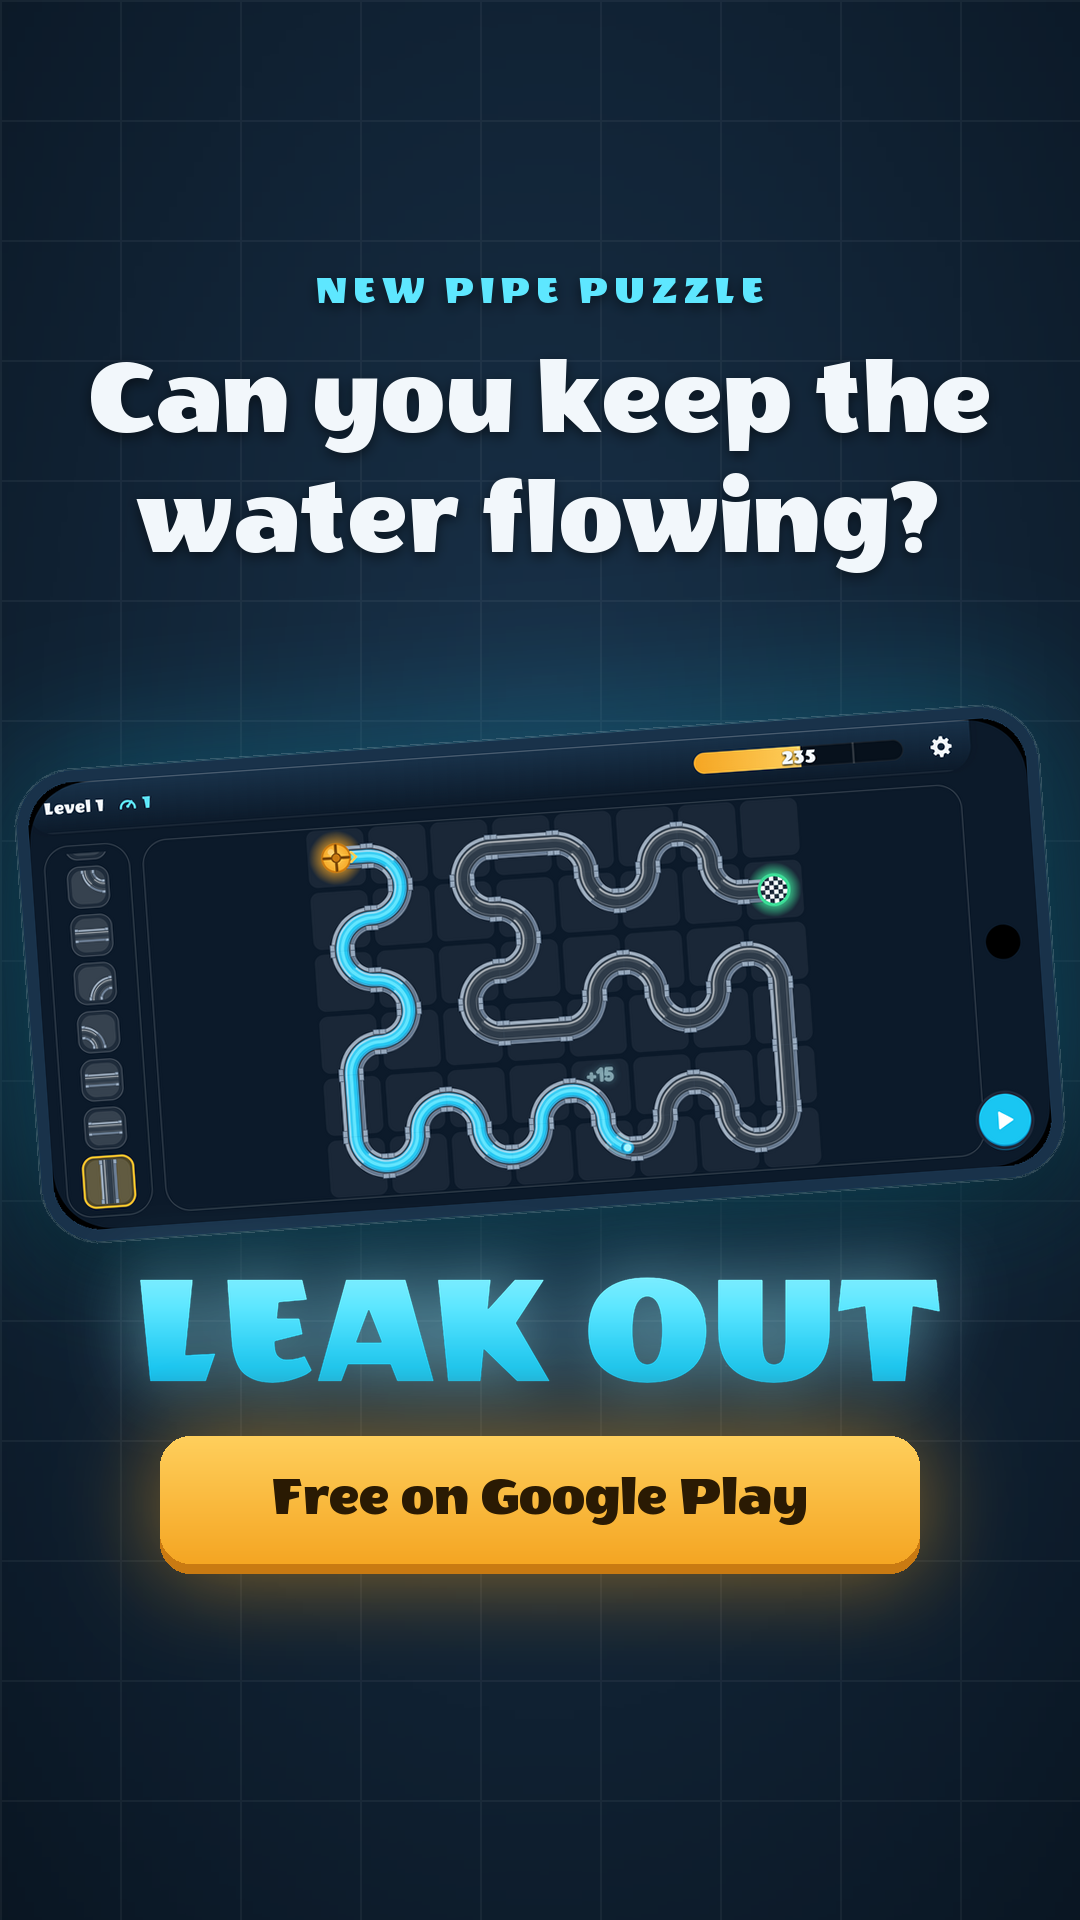 NEW PIPE PUZZLE
Can you keep the
water flowing?
Level 1 1
235
+15
LEAK OUT
Free on Google Play